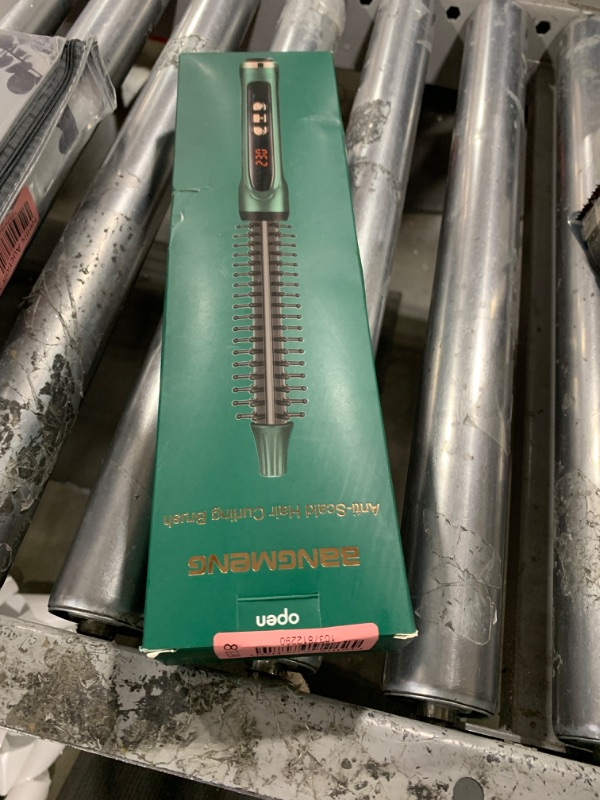 open
BANGMENG
Anti-Scald Hair Curling Brush
230